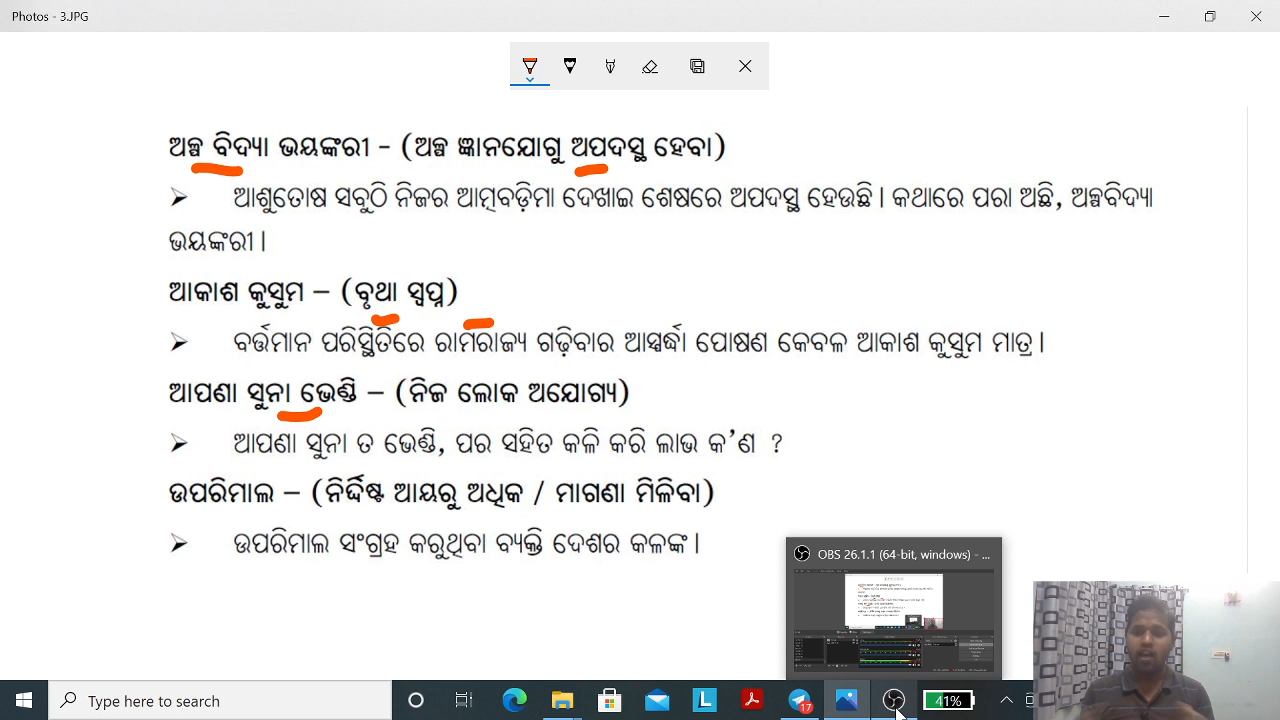 Photos - 3.JPG
ଅଳ୍ପ ବିଦ୍ୟା ଭୟଙ୍କରୀ - (ଅଳ୍ପ ଜ୍ଞାନଯୋଗୁ ଅପଦସ୍ଥ ହେବା)
➤ ଆଶୁତୋଷ ସବୁଠି ନିଜର ଆତ୍ମବଡ଼ିମା ଦେଖାଇ ଶେଷରେ ଅପଦସ୍ଥ ହେଉଛି । କଥାରେ ପରା ଅଛି, ଅଳ୍ପବିଦ୍ୟା
ଭୟଙ୍କରୀ ।
ଆକାଶ କୁସୁମ – (ବୃଥା ସ୍ୱପ୍ନ)
➤ ବର୍ତ୍ତମାନ ପରିସ୍ଥିତିରେ ରାମରାଜ୍ୟ ଗଢ଼ିବାର ଆସ୍ପର୍ଦ୍ଧା ପୋଷଣ କେବଳ ଆକାଶ କୁସୁମ ମାତ୍ର ।
ଆପଣା ସୁନା ଭେଣ୍ଡି – (ନିଜ ଲୋକ ଅଯୋଗ୍ୟ)
➤ ଆପଣା ସୁନା ତ ଭେଣ୍ଡି, ପର ସହିତ କଳି କରି ଲାଭ କ’ଣ ?
ଉପରିମାଲ – (ନିର୍ଦ୍ଦିଷ୍ଟ ଆୟରୁ ଅଧିକ / ମାଗଣା ମିଳିବା)
➤ ଉପରିମାଲ ସଂଗ୍ରହ କରୁଥିବା ବ୍ୟକ୍ତି ଦେଶର କଳଙ୍କ ।
OBS 26.1.1 (64-bit, windows) - ...
Type here to search
17
41%